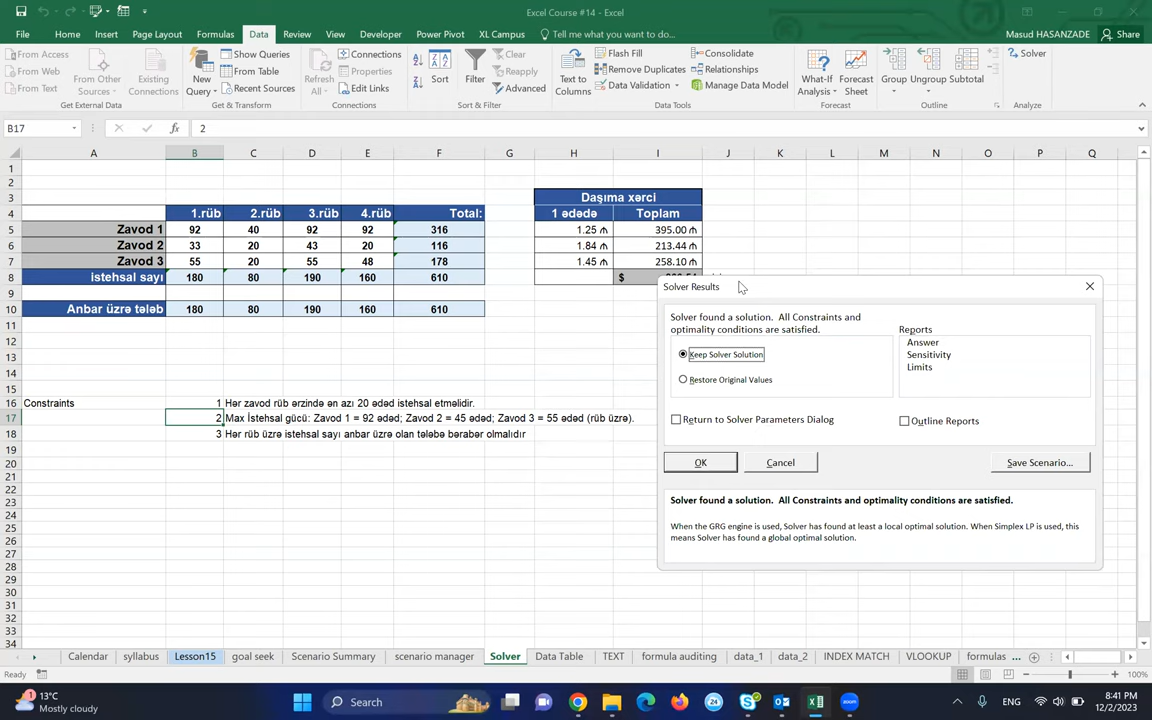 Excel Course #14 - Excel
File Home Insert Page Layout Formulas Data Review View Developer Power Pivot XL Campus Tell me what you want to do... Masud HASANZADE Share
From Access
From Web
From Text
From Other Sources
Existing Connections
Get External Data
New Query
Show Queries
From Table
Recent Sources
Get & Transform
Refresh All
Connections
Properties
Edit Links
Connections
Sort
Filter
Clear
Reapply
Advanced
Sort & Filter
Text to Columns
Flash Fill
Remove Duplicates
Data Validation
Consolidate
Relationships
Manage Data Model
Data Tools
What-If Analysis
Forecast Sheet
Forecast
Group
Ungroup
Subtotal
Outline
Solver
Analyze
B17 fx 2
A B C D E F G H I J K L M N O P Q
1
2
3 Daşıma xərci
4 1.rüb 2.rüb 3.rüb 4.rüb Total: 1 ədədə Toplam
5 Zavod 1 92 40 92 92 316 1.25 ₼ 395.00 ₼
6 Zavod 2 33 20 43 20 116 1.84 ₼ 213.44 ₼
7 Zavod 3 55 20 55 48 178 1.45 ₼ 258.10 ₼
8 istehsal sayı 180 80 190 160 610 $
9
10 Anbar üzrə tələb 180 80 190 160 610
11
12
13
14
15
16 Constraints 1 Hər zavod rüb ərzində ən azı 20 ədəd istehsal etməlidir.
17 2 Max İstehsal gücü: Zavod 1 = 92 ədəd; Zavod 2 = 45 ədəd; Zavod 3 = 55 ədəd (rüb üzrə).
18 3 Hər rüb üzrə istehsal sayı anbar üzrə olan tələbə bərabər olmalıdır
19
20
21
22
23
24
25
26
27
28
29
30
31
32
33
34
Solver Results
Solver found a solution. All Constraints and
optimality conditions are satisfied.
Keep Solver Solution
Restore Original Values
Reports
Answer
Sensitivity
Limits
Return to Solver Parameters Dialog
Outline Reports
OK Cancel Save Scenario...
Solver found a solution. All Constraints and optimality conditions are satisfied.
When the GRG engine is used, Solver has found at least a local optimal solution. When Simplex LP is used, this
means Solver has found a global optimal solution.
Calendar syllabus Lesson15 goal seek Scenario Summary scenario manager Solver Data Table TEXT formula auditing data_1 data_2 INDEX MATCH VLOOKUP formulas ...
Ready 100%
13°C
Mostly cloudy
Search
24
ENG
8:41 PM
12/2/2023